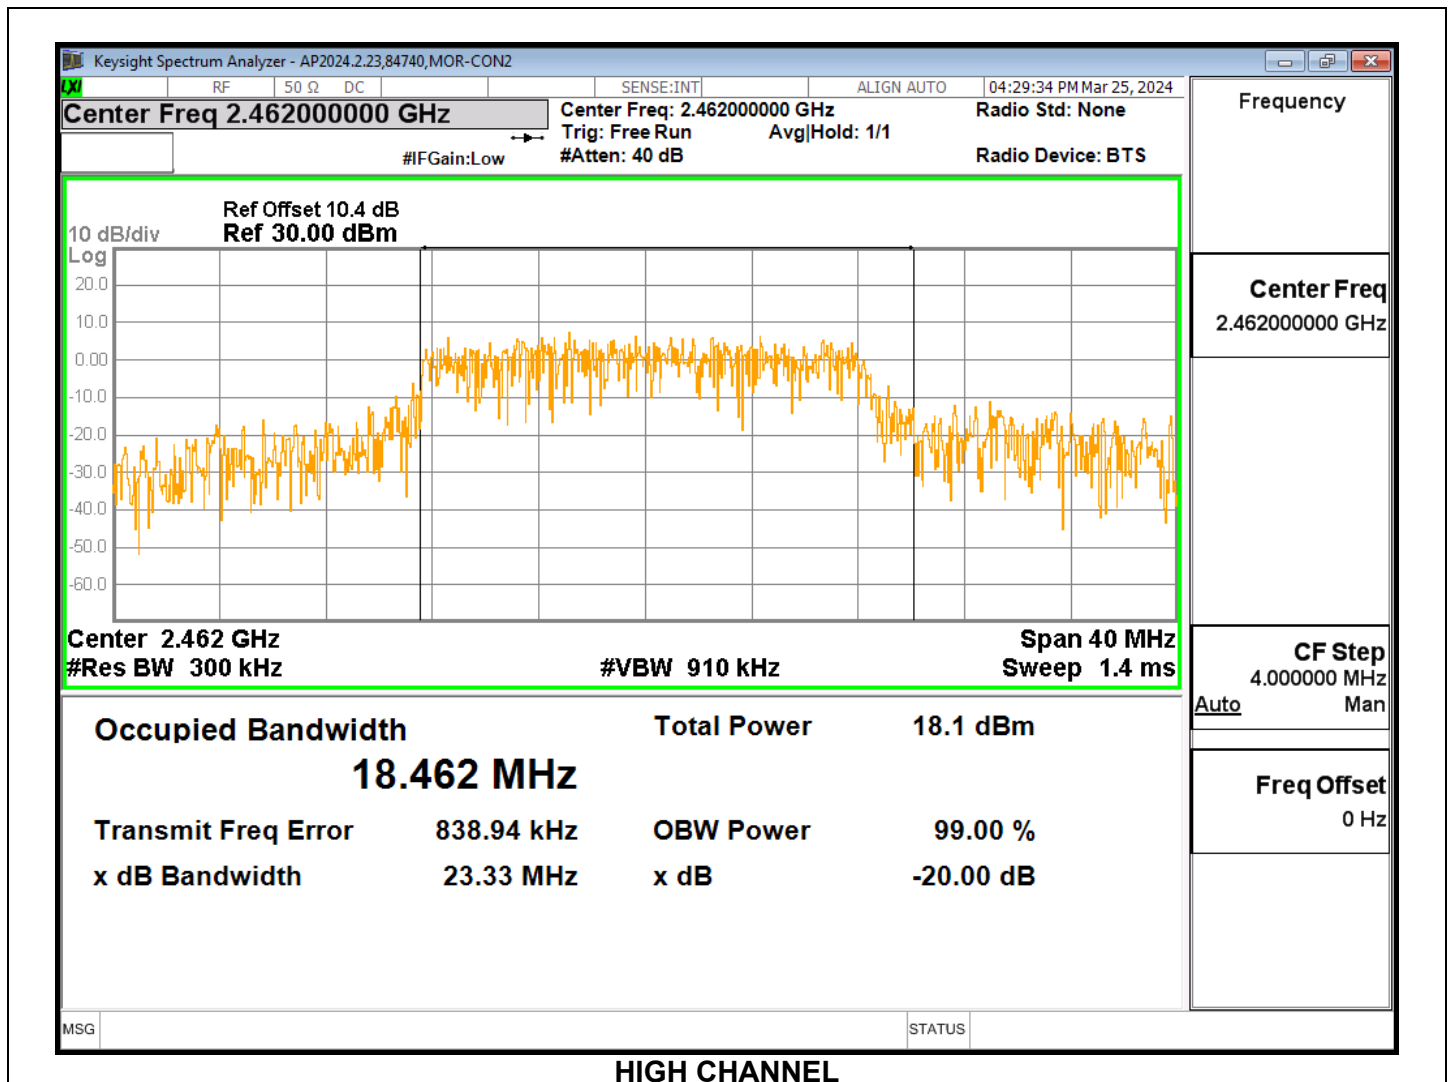 Keysight Spectrum Analyzer - AP2024.2.23,84740,MOR-CON2
LXI RF 50 Ω DC SENSE:INT ALIGN AUTO 04:29:34 PM Mar 25, 2024
Center Freq 2.462000000 GHz
#IFGain:Low
Center Freq: 2.462000000 GHz
Trig: Free Run Avg|Hold: 1/1
#Atten: 40 dB
Radio Std: None
Radio Device: BTS
Ref Offset 10.4 dB
10 dB/div Ref 30.00 dBm
Log
20.0
10.0
0.00
-10.0
-20.0
-30.0
-40.0
-50.0
-60.0
Center 2.462 GHz Span 40 MHz
#Res BW 300 kHz #VBW 910 kHz Sweep 1.4 ms
Occupied Bandwidth Total Power 18.1 dBm
18.462 MHz
Transmit Freq Error 838.94 kHz OBW Power 99.00 %
x dB Bandwidth 23.33 MHz x dB -20.00 dB
Frequency
Center Freq
2.462000000 GHz
CF Step
4.000000 MHz
Auto Man
Freq Offset
0 Hz
MSG STATUS
HIGH CHANNEL